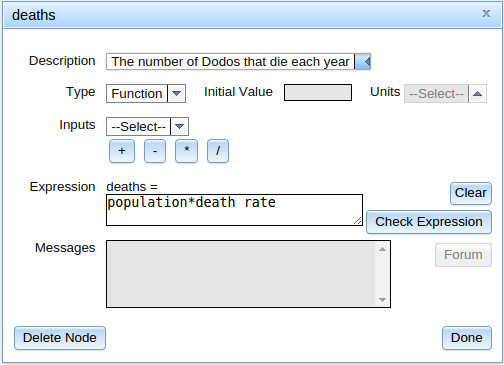 deaths x
Description The number of Dodos that die each year
Type Function Initial Value Units --Select--
Inputs --Select--
+ - * /
Expression deaths = Clear
population*death rate
Check Expression
Messages Forum
Delete Node Done